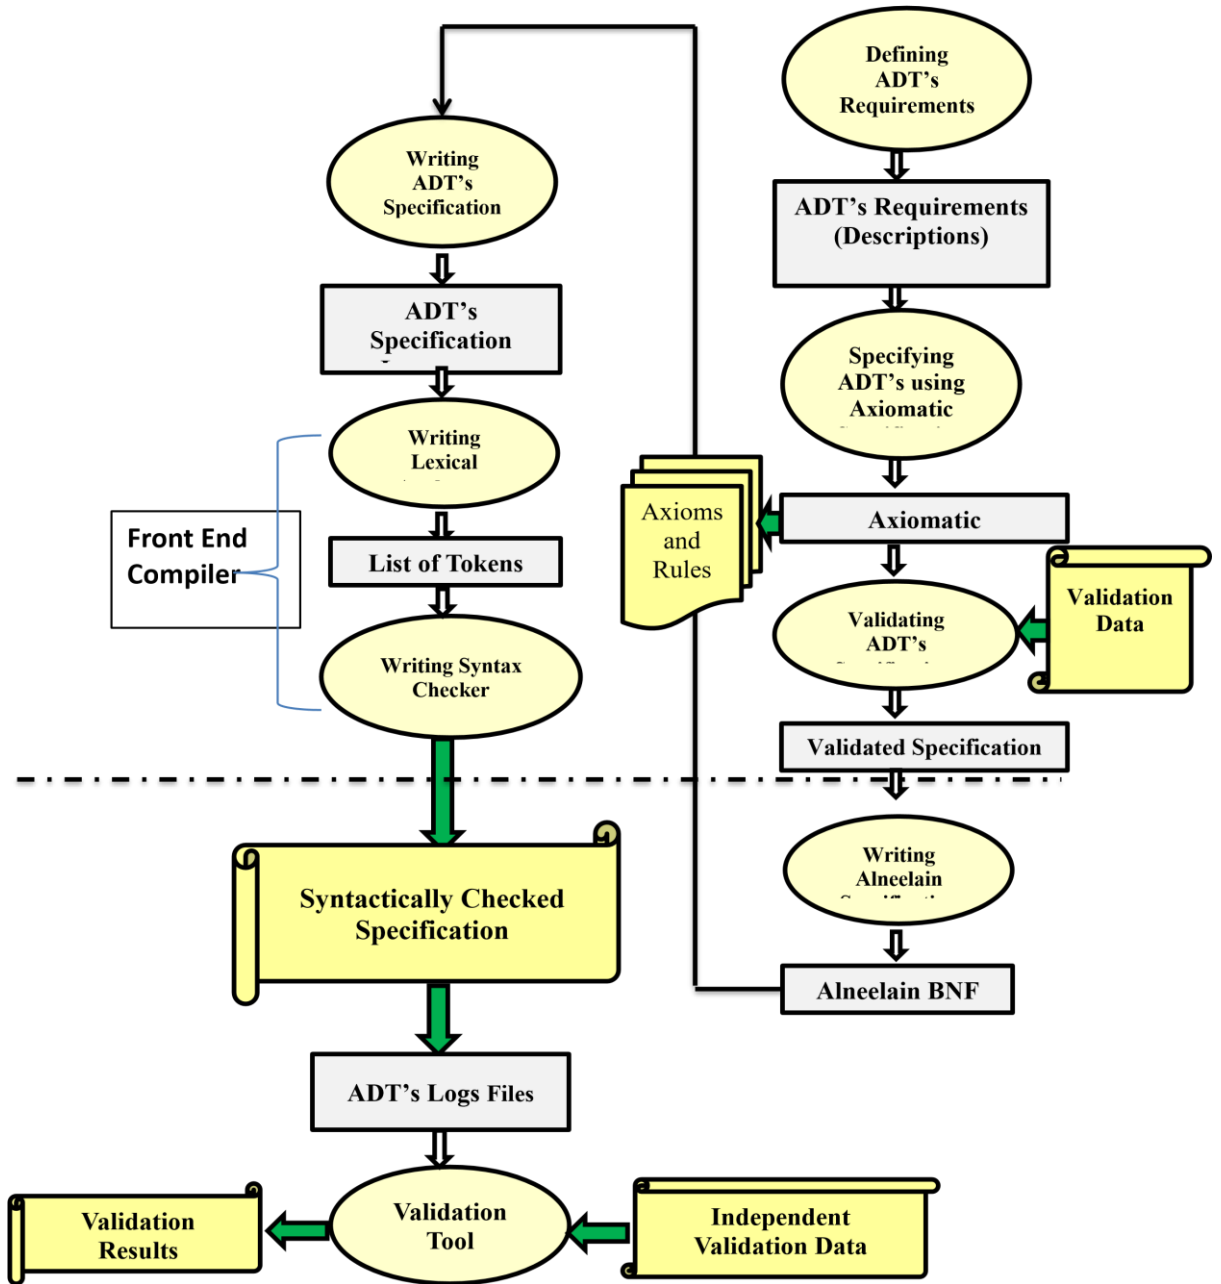 Defining
ADT's
Requirements
ADT's Requirements
(Descriptions)
Specifying
ADT's using
Axiomatic
Axiomatic
Axioms
and
Rules
Validation
Data
Validating
ADT's
Validated Specification
Writing
Alneelain
Alneelain BNF
Writing
ADT's
Specification
ADT's
Specification
Writing
Lexical
List of Tokens
Writing Syntax
Checker
Front End
Compiler
Syntactically Checked
Specification
ADT's Logs Files
Validation
Tool
Independent
Validation Data
Validation
Results